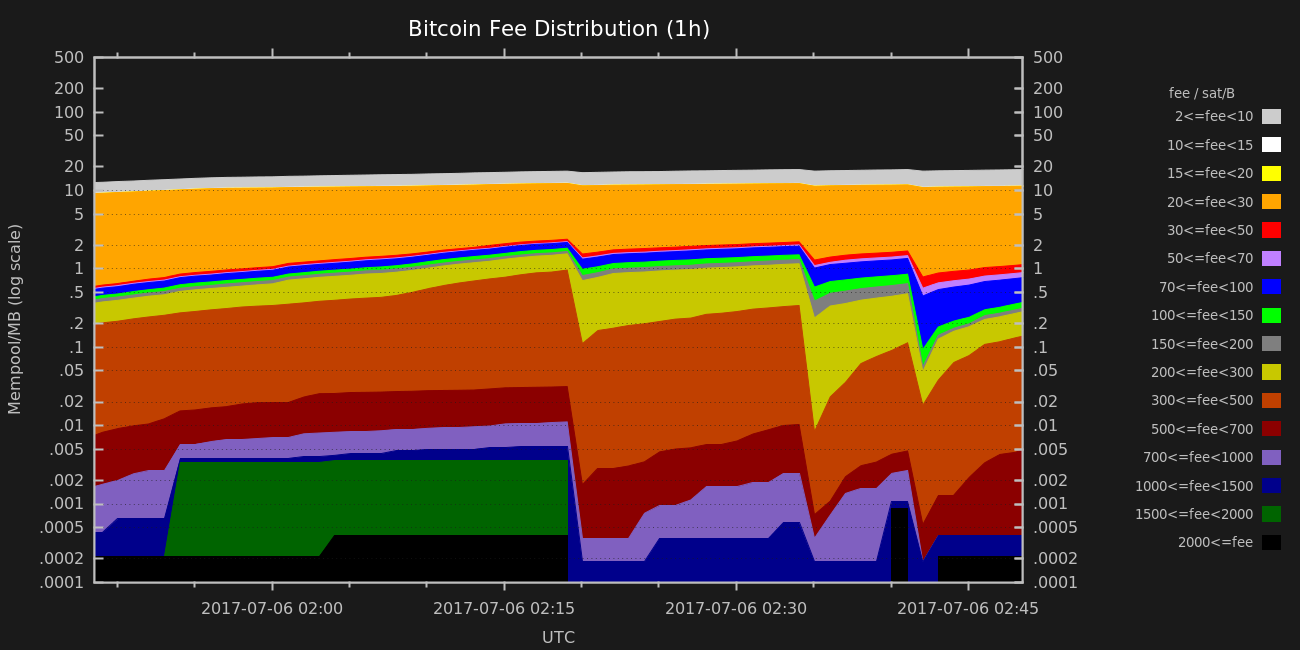 Bitcoin Fee Distribution (1h)
500
200
100
50
20
10
5
2
1
.5
.2
.1
.05
.02
.01
.005
.002
.001
.0005
.0002
.0001
Mempool/MB (log scale)
500
200
100
50
20
10
5
2
1
.5
.2
.1
.05
.02
.01
.005
.002
.001
.0005
.0002
.0001
2017-07-06 02:00
2017-07-06 02:15
2017-07-06 02:30
2017-07-06 02:45
UTC
fee / sat/B
2<=fee<10
10<=fee<15
15<=fee<20
20<=fee<30
30<=fee<50
50<=fee<70
70<=fee<100
100<=fee<150
150<=fee<200
200<=fee<300
300<=fee<500
500<=fee<700
700<=fee<1000
1000<=fee<1500
1500<=fee<2000
2000<=fee